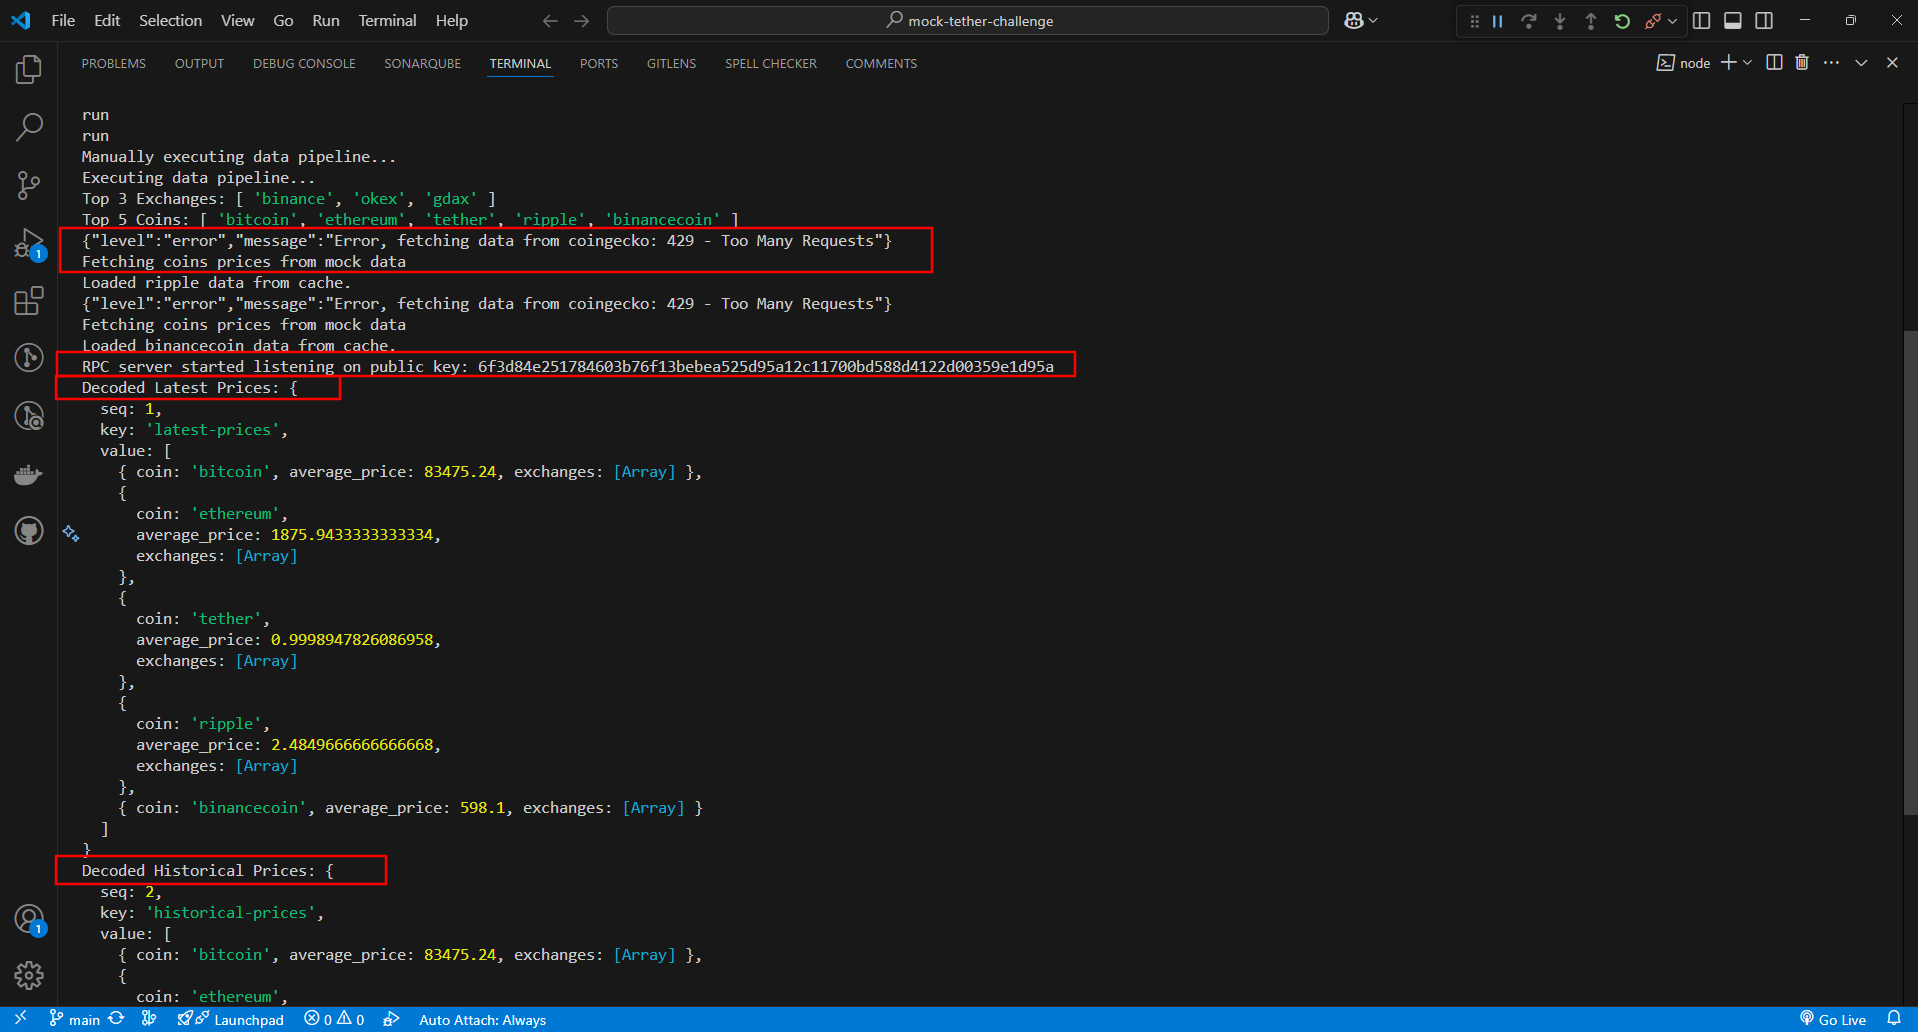 File Edit Selection View Go Run Terminal Help
mock-tether-challenge
PROBLEMS OUTPUT DEBUG CONSOLE SONARQUBE TERMINAL PORTS GITLENS SPELL CHECKER COMMENTS
node
run
run
Manually executing data pipeline...
Executing data pipeline...
Top 3 Exchanges: [ 'binance', 'okex', 'gdax' ]
Top 5 Coins: [ 'bitcoin', 'ethereum', 'tether', 'ripple', 'binancecoin' ]
{"level":"error","message":"Error, fetching data from coingecko: 429 - Too Many Requests"}
Fetching coins prices from mock data
Loaded ripple data from cache.
{"level":"error","message":"Error, fetching data from coingecko: 429 - Too Many Requests"}
Fetching coins prices from mock data
Loaded binancecoin data from cache.
RPC server started listening on public key: 6f3d84e251784603b76f13bebea525d95a12c11700bd588d4122d00359e1d95a
Decoded Latest Prices: {
seq: 1,
key: 'latest-prices',
value: [
{ coin: 'bitcoin', average_price: 83475.24, exchanges: [Array] },
{
coin: 'ethereum',
average_price: 1875.9433333333334,
exchanges: [Array]
},
{
coin: 'tether',
average_price: 0.9998947826086958,
exchanges: [Array]
},
{
coin: 'ripple',
average_price: 2.4849666666666668,
exchanges: [Array]
},
{ coin: 'binancecoin', average_price: 598.1, exchanges: [Array] }
]
}
Decoded Historical Prices: {
seq: 2,
key: 'historical-prices',
value: [
{ coin: 'bitcoin', average_price: 83475.24, exchanges: [Array] },
{
coin: 'ethereum',
1
1
main Launchpad 0 0 Auto Attach: Always Go Live